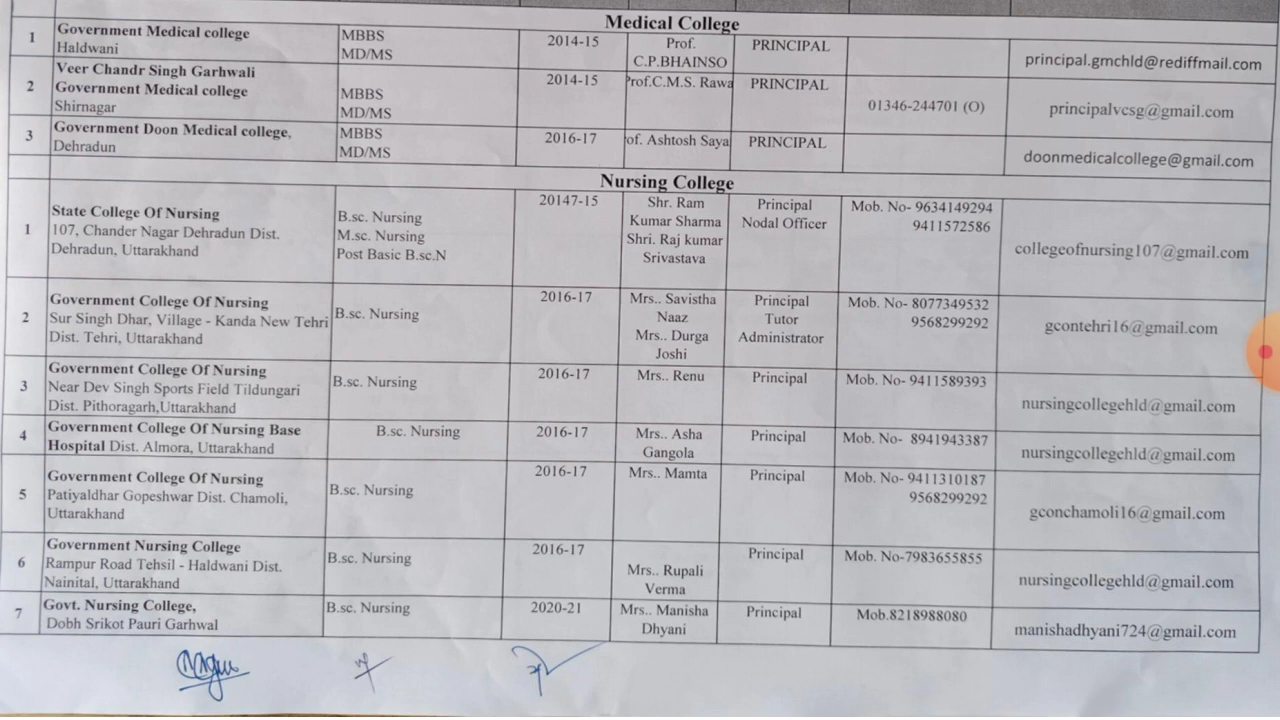 Medical College
1 Government Medical college MBBS 2014-15 Prof. PRINCIPAL
Haldwani MD/MS C.P.BHAINSO principal.gmchld@rediffmail.com
Veer Chandr Singh Garhwali 2014-15 Prof.C.M.S. Rawa PRINCIPAL
2 Government Medical college MBBS
Shirnagar MD/MS 01346-244701 (O) principalvcsg@gmail.com
3 Government Doon Medical college, MBBS 2016-17 of. Ashtosh Saya PRINCIPAL
Dehradun MD/MS doonmedicalcollege@gmail.com
Nursing College
20147-15 Shr. Ram Principal Mob. No- 9634149294
State College Of Nursing B.sc. Nursing Kumar Sharma Nodal Officer 9411572586
1 107, Chander Nagar Dehradun Dist. M.sc. Nursing Shri. Raj kumar
Dehradun, Uttarakhand Post Basic B.sc.N Srivastava collegeofnursing107@gmail.com
Government College Of Nursing 2016-17 Mrs.. Savistha Principal Mob. No- 8077349532
2 Sur Singh Dhar, Village - Kanda New Tehri B.sc. Nursing Naaz Tutor 9568299292
Dist. Tehri, Uttarakhand Mrs.. Durga Administrator gcontehri16@gmail.com
Joshi
Government College Of Nursing 2016-17 Mrs.. Renu Principal Mob. No- 9411589393
3 Near Dev Singh Sports Field Tildungari B.sc. Nursing
Dist. Pithoragarh,Uttarakhand nursingcollegehld@gmail.com
4 Government College Of Nursing Base B.sc. Nursing 2016-17 Mrs.. Asha Principal Mob. No- 8941943387
Hospital Dist. Almora, Uttarakhand Gangola nursingcollegehld@gmail.com
Government College Of Nursing 2016-17 Mrs.. Mamta Principal Mob. No- 9411310187
5 Patiyaldhar Gopeshwar Dist. Chamoli, B.sc. Nursing 9568299292
Uttarakhand gconchamoli16@gmail.com
Government Nursing College 2016-17 Principal Mob. No-7983655855
6 Rampur Road Tehsil - Haldwani Dist. B.sc. Nursing Mrs.. Rupali
Nainital, Uttarakhand Verma nursingcollegehld@gmail.com
7 Govt. Nursing College, B.sc. Nursing 2020-21 Mrs.. Manisha Principal Mob.8218988080
Dobh Srikot Pauri Garhwal Dhyani manishadhyani724@gmail.com